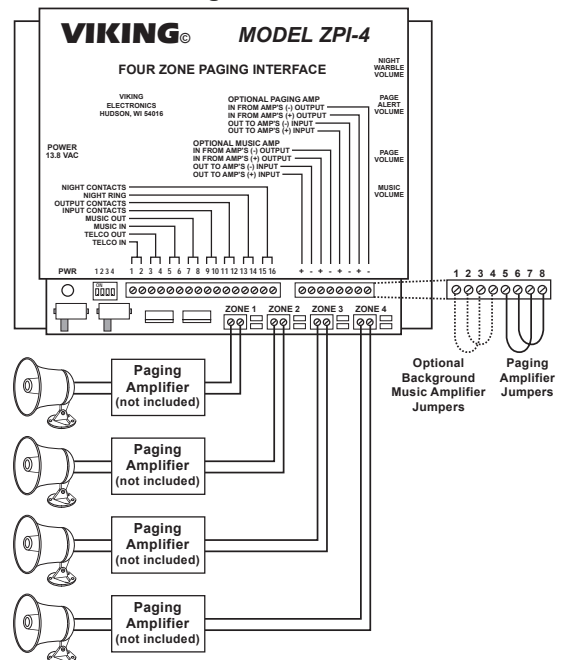 VIKING© MODEL ZPI-4
FOUR ZONE PAGING INTERFACE
VIKING
ELECTRONICS
HUDSON, WI 54016
POWER
13.8 VAC
NIGHT
WARBLE
VOLUME
PAGE
ALERT
VOLUME
PAGE
VOLUME
MUSIC
VOLUME
OPTIONAL PAGING AMP
IN FROM AMP'S (-) OUTPUT
IN FROM AMP'S (+) OUTPUT
OUT TO AMP'S (-) INPUT
OUT TO AMP'S (+) INPUT
OPTIONAL MUSIC AMP
IN FROM AMP'S (-) OUTPUT
IN FROM AMP'S (+) OUTPUT
OUT TO AMP'S (-) INPUT
OUT TO AMP'S (+) INPUT
NIGHT CONTACTS
NIGHT RING
OUTPUT CONTACTS
INPUT CONTACTS
MUSIC OUT
MUSIC IN
TELCO OUT
TELCO IN
PWR 1 2 3 4 1 2 3 4 5 6 7 8 9 10 11 12 13 14 15 16 + - + - + - + -
ON
ZONE 1 ZONE 2 ZONE 3 ZONE 4
1 2 3 4 5 6 7 8
Optional
Background
Music Amplifier
Jumpers
Paging
Amplifier
Jumpers
Paging
Amplifier
(not included)
Paging
Amplifier
(not included)
Paging
Amplifier
(not included)
Paging
Amplifier
(not included)